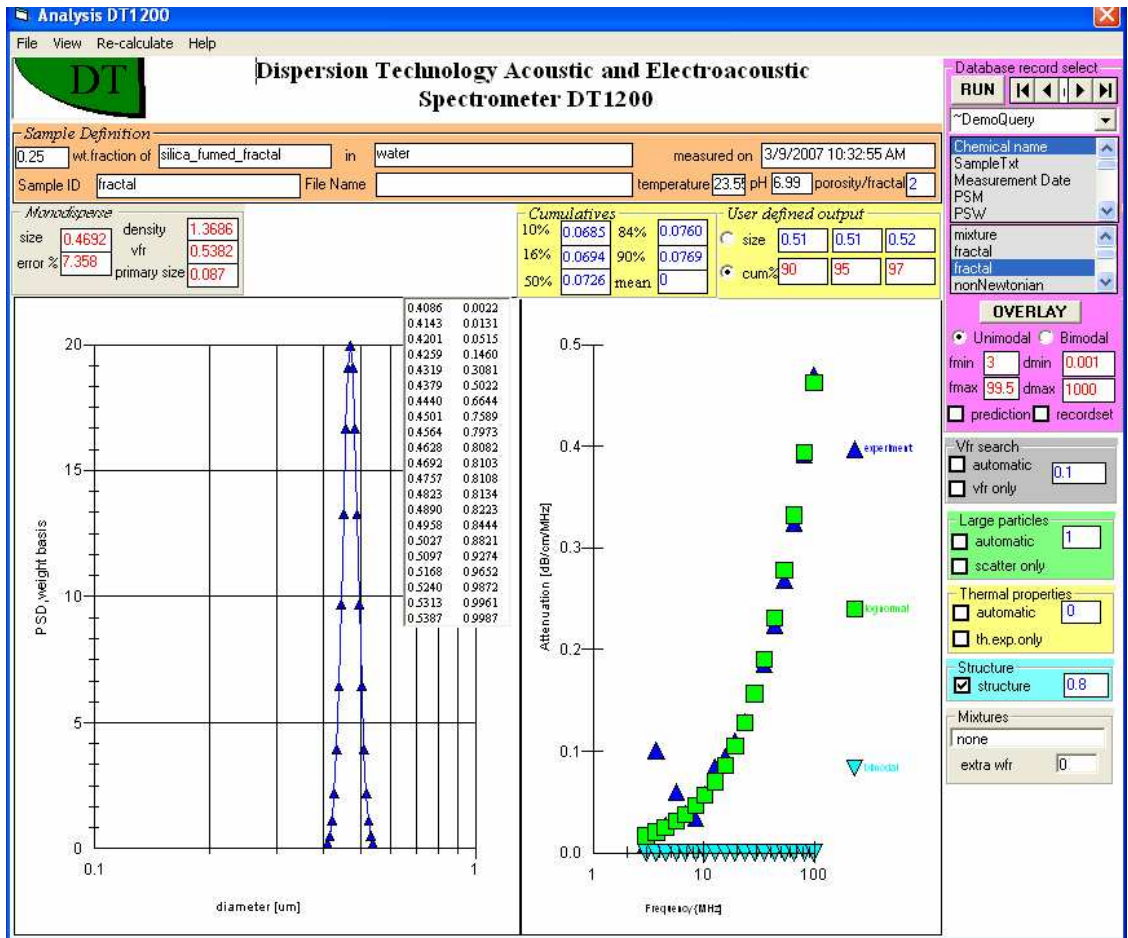 Analysis DT1200
File View Re-calculate Help
DT
Dispersion Technology Acoustic and Electroacoustic
Spectrometer DT1200
Sample Definition
0.25 wt.fraction of silica_fumed_fractal in water measured on 3/9/2007 10:32:55 AM
Sample ID fractal File Name temperature 23.5 pH 6.99 porosity/fractal 2
Monodisperse
size 0.4692 density 1.3686
error % 7.358 vfr 0.5382
primary size 0.087
Cumulatives
10% 0.0685 84% 0.0760
16% 0.0694 90% 0.0769
50% 0.0726 mean 0
User defined output
size 0.51 0.51 0.52
cum% 90 95 97
0.4086 0.0022
0.4143 0.0131
0.4201 0.0515
0.4259 0.1460
0.4319 0.3081
0.4379 0.5022
0.4440 0.6644
0.4501 0.7589
0.4564 0.7973
0.4628 0.8082
0.4692 0.8103
0.4757 0.8108
0.4823 0.8134
0.4890 0.8223
0.4958 0.8444
0.5027 0.8821
0.5097 0.9274
0.5168 0.9652
0.5240 0.9872
0.5313 0.9961
0.5387 0.9987
PSD,weight basis
20
15
10
5
0
0.1 1
diameter [um]
Attenuation [dB/cm/MHz]
0.5
0.4
0.3
0.2
0.1
0.0
1 10 100
Frequency [MHz]
experiment
lognormal
bimodal
Database record select
RUN
~DemoQuery
Chemical name
SampleTxt
Measurement Date
PSM
PSW
mixture
fractal
fractal
nonNewtonian
OVERLAY
Unimodal Bimodal
fmin 3 dmin 0.001
fmax 99.5 dmax 1000
prediction recordset
Vfr search
automatic 0.1
vfr only
Large particles
automatic 1
scatter only
Thermal properties
automatic 0
th.exp.only
Structure
structure 0.8
Mixtures
none
extra wfr 0